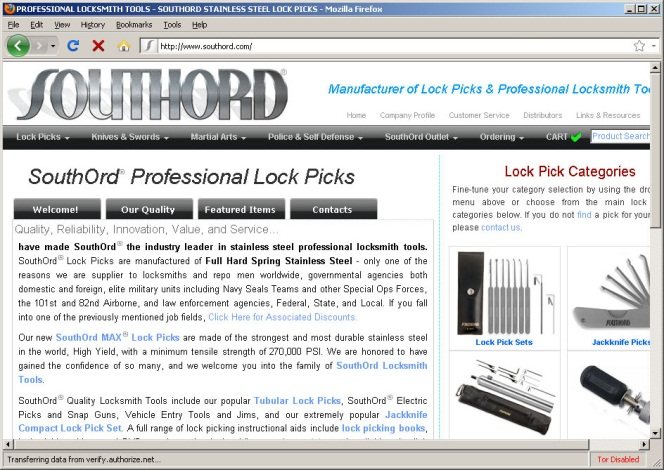 PROFESSIONAL LOCKSMITH TOOLS - SOUTHORD STAINLESS STEEL LOCK PICKS - Mozilla Firefox
File Edit View History Bookmarks Tools Help
http://www.southord.com/
SOUTHORD®
Manufacturer of Lock Picks & Professional Locksmith Too
Home Company Profile Customer Service Distributors Links & Resources
Lock Picks Knives & Swords Martial Arts Police & Self Defense SouthOrd Outlet Ordering CART Product Search
SouthOrd® Professional Lock Picks
Welcome! Our Quality Featured Items Contacts
Quality, Reliability, Innovation, Value, and Service...
have made SouthOrd® the industry leader in stainless steel professional locksmith tools.
SouthOrd® Lock Picks are manufactured of Full Hard Spring Stainless Steel - only one of the
reasons we are supplier to locksmiths and repo men worldwide, governmental agencies both
domestic and foreign, elite military units including Navy Seals Teams and other Special Ops Forces,
the 101st and 82nd Airborne, and law enforcement agencies, Federal, State, and Local. If you fall
into one of the previously mentioned job fields, Click Here for Associated Discounts.
Our new SouthOrd MAX® Lock Picks are made of the strongest and most durable stainless steel
in the world, High Yield, with a minimum tensile strength of 270,000 PSI. We are honored to have
gained the confidence of so many, and we welcome you into the family of SouthOrd Locksmith
Tools.
SouthOrd® Quality Locksmith Tools include our popular Tubular Lock Picks, SouthOrd® Electric
Picks and Snap Guns, Vehicle Entry Tools and Jims, and our extremely popular Jackknife
Compact Lock Pick Set. A full range of lock picking instructional aids include lock picking books,
Lock Pick Categories
Fine-tune your category selection by using the dro
menu above or choose from the main lock
categories below. If you do not find a pick for your
please contact us.
SOUTHORD
Lock Pick Sets
Jackknife Picks
Transferring data from verify.authorize.net...
Tor Disabled